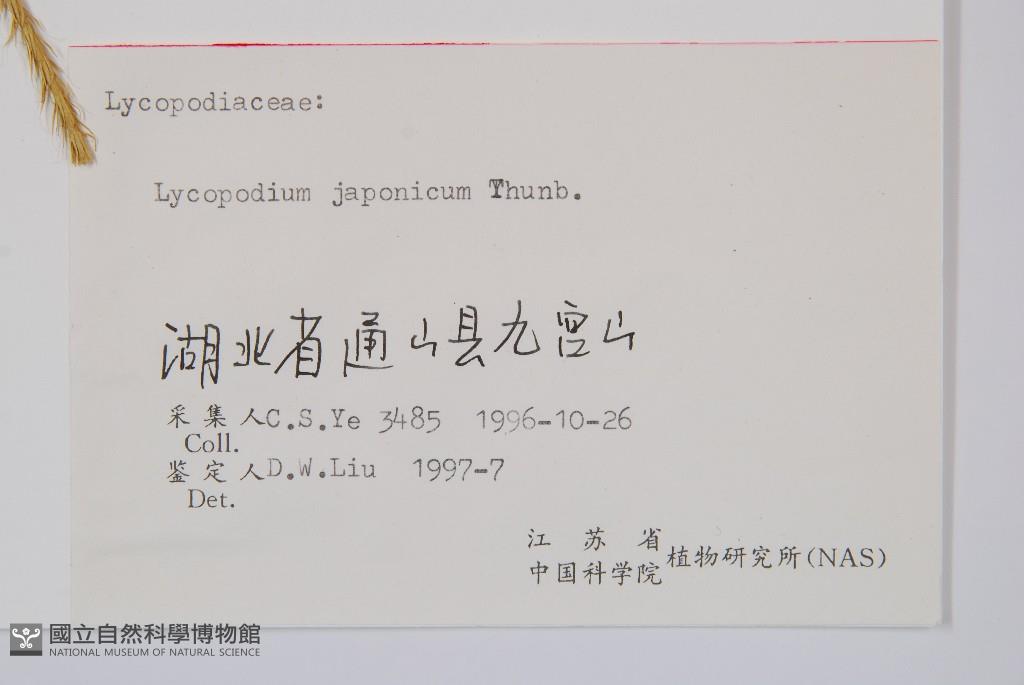 Lycopodiaceae:
Lycopodium japonicum Thunb.
湖北省通山县九宫山
采集人C.S.Ye 3485 1996-10-26
Coll.
鉴定人D.W.Liu 1997-7
Det.
江苏省
中国科学院植物研究所(NAS)
國立自然科學博物館
NATIONAL MUSEUM OF NATURAL SCIENCE